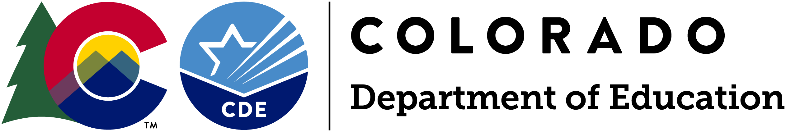 ™
CDE
COLORADO
Department of Education